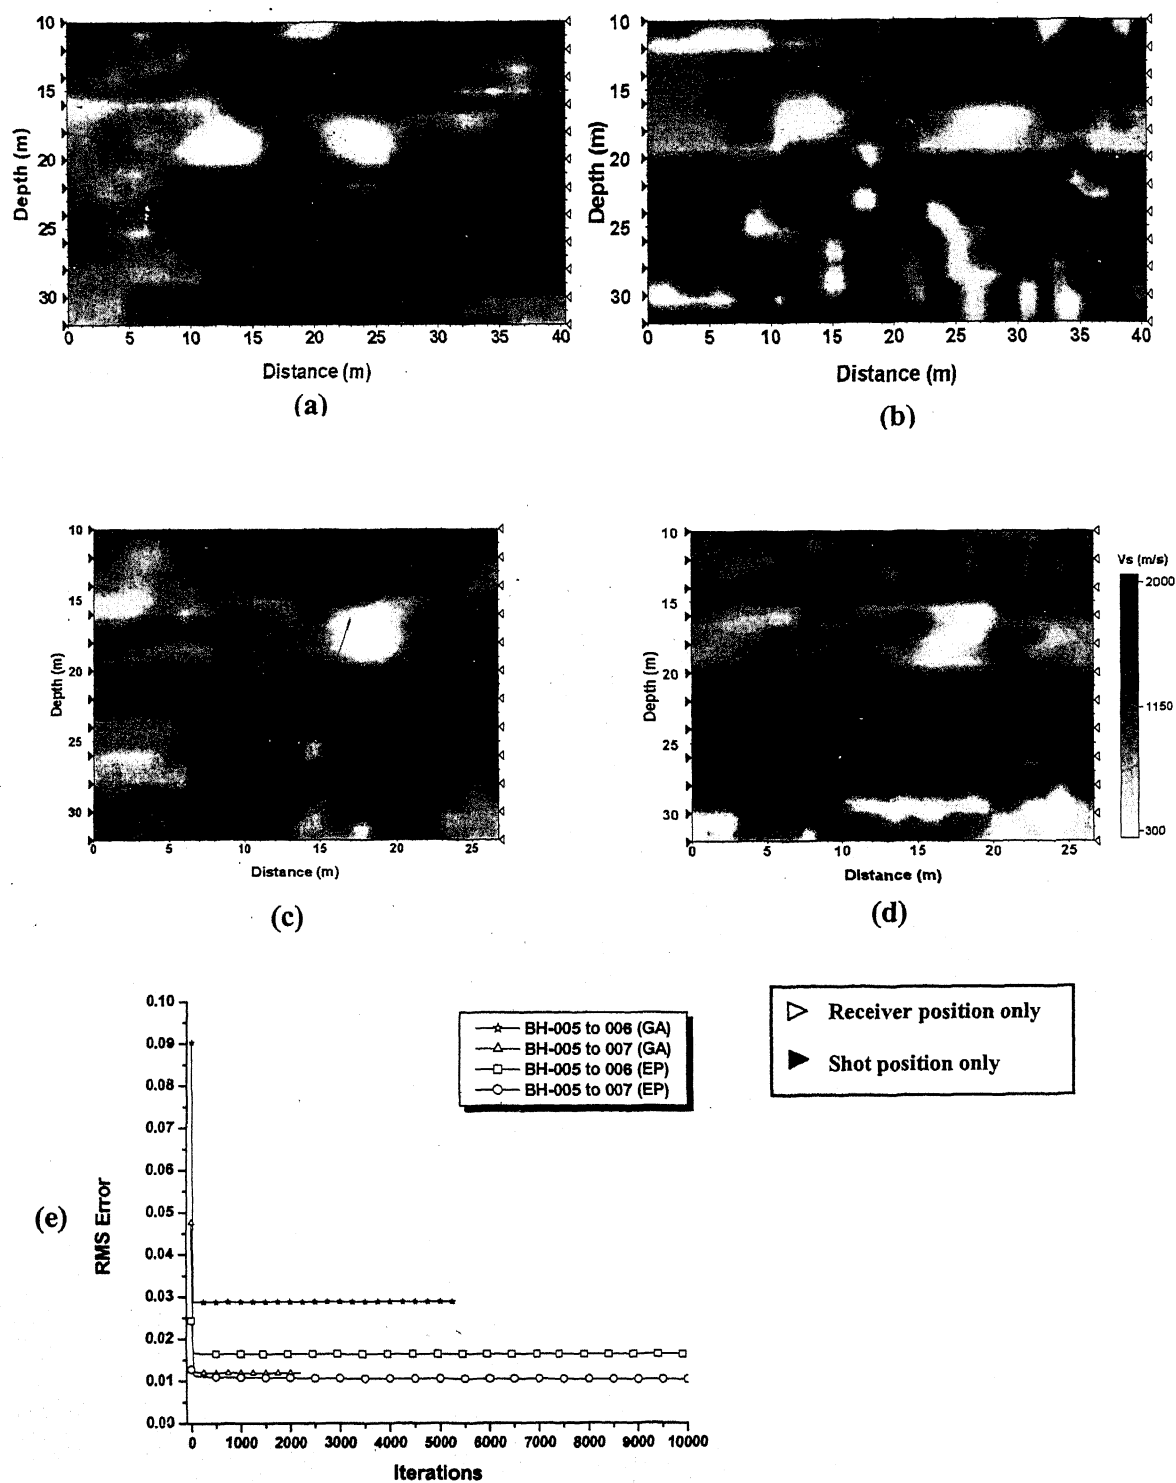 10
15
20
25
30
Depth (m)
0 5 10 15 20 25 30 35 40
Distance (m)
(a)
10
15
20
25
30
Depth (m)
0 5 10 15 20 25 30 35 40
Distance (m)
(b)
10
15
20
25
30
Depth (m)
0 5 10 15 20
Distance (m)
(c)
10
15
20
25
30
Depth (m)
0 5 10 15 20 25
Distance (m)
(d)
Vs (m/s)
2000
1150
300
(e)
RMS Error
0.10
0.09
0.08
0.07
0.06
0.05
0.04
0.03
0.02
0.01
0.00
0 1000 2000 3000 4000 5000 6000 7000 8000 9000 10000
Iterations
BH-005 to 006 (GA)
BH-005 to 007 (GA)
BH-005 to 006 (EP)
BH-005 to 007 (EP)
Receiver position only
Shot position only